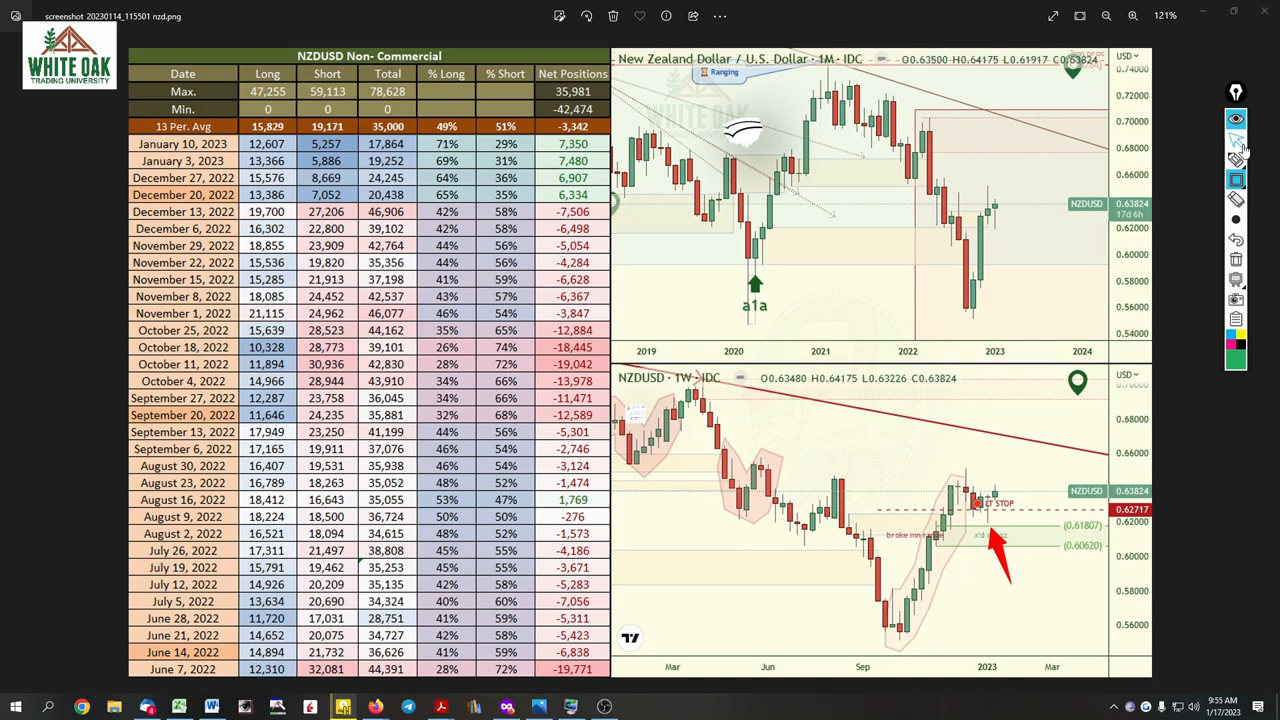 screenshot 20230114_115501 nzd.png
121%
WHITE OAK
TRADING UNIVERSITY
NZDUSD Non- Commercial
Date Long Short Total % Long % Short Net Positions
Max. 47,255 59,113 78,628 35,981
Min. 0 0 0 -42,474
13 Per. Avg 15,829 19,171 35,000 49% 51% -3,342
January 10, 2023 12,607 5,257 17,864 71% 29% 7,350
January 3, 2023 13,366 5,886 19,252 69% 31% 7,480
December 27, 2022 15,576 8,669 24,245 64% 36% 6,907
December 20, 2022 13,386 7,052 20,438 65% 35% 6,334
December 13, 2022 19,700 27,206 46,906 42% 58% -7,506
December 6, 2022 16,302 22,800 39,102 42% 58% -6,498
November 29, 2022 18,855 23,909 42,764 44% 56% -5,054
November 22, 2022 15,536 19,820 35,356 44% 56% -4,284
November 15, 2022 15,285 21,913 37,198 41% 59% -6,628
November 8, 2022 18,085 24,452 42,537 43% 57% -6,367
November 1, 2022 21,115 24,962 46,077 46% 54% -3,847
October 25, 2022 15,639 28,523 44,162 35% 65% -12,884
October 18, 2022 10,328 28,773 39,101 26% 74% -18,445
October 11, 2022 11,894 30,936 42,830 28% 72% -19,042
October 4, 2022 14,966 28,944 43,910 34% 66% -13,978
September 27, 2022 12,287 23,758 36,045 34% 66% -11,471
September 20, 2022 11,646 24,235 35,881 32% 68% -12,589
September 13, 2022 17,949 23,250 41,199 44% 56% -5,301
September 6, 2022 17,165 19,911 37,076 46% 54% -2,746
August 30, 2022 16,407 19,531 35,938 46% 54% -3,124
August 23, 2022 16,789 18,263 35,052 48% 52% -1,474
August 16, 2022 18,412 16,643 35,055 53% 47% 1,769
August 9, 2022 18,224 18,500 36,724 50% 50% -276
August 2, 2022 16,521 18,094 34,615 48% 52% -1,573
July 26, 2022 17,311 21,497 38,808 45% 55% -4,186
July 19, 2022 15,791 19,462 35,253 45% 55% -3,671
July 12, 2022 14,926 20,209 35,135 42% 58% -5,283
July 5, 2022 13,634 20,690 34,324 40% 60% -7,056
June 28, 2022 11,720 17,031 28,751 41% 59% -5,311
June 21, 2022 14,652 20,075 34,727 42% 58% -5,423
June 14, 2022 14,894 21,732 36,626 41% 59% -6,838
June 7, 2022 12,310 32,081 44,391 28% 72% -19,771
New Zealand Dollar / U.S. Dollar · 1M · IDC O0.63500 H0.64175 L0.61917 C0.63824
USD
Ranging
0.74000
0.72000
0.70000
0.68000
0.66000
NZDUSD 0.63824
17d 6h
0.62000
0.60000
0.58000
0.56000
0.54000
a1a
2019 2020 2021 2022 2023 2024
NZDUSD · 1W · IDC O0.63480 H0.64175 L0.63226 C0.63824
USD
0.70000
0.68000
0.66000
NZDUSD 0.63824
LT STOP
0.62717
0.62000
(0.61807)
broke mn range
(0.60620)
0.60000
0.58000
0.56000
Mar Jun Sep 2023 Mar
9:55 AM
1/17/2023